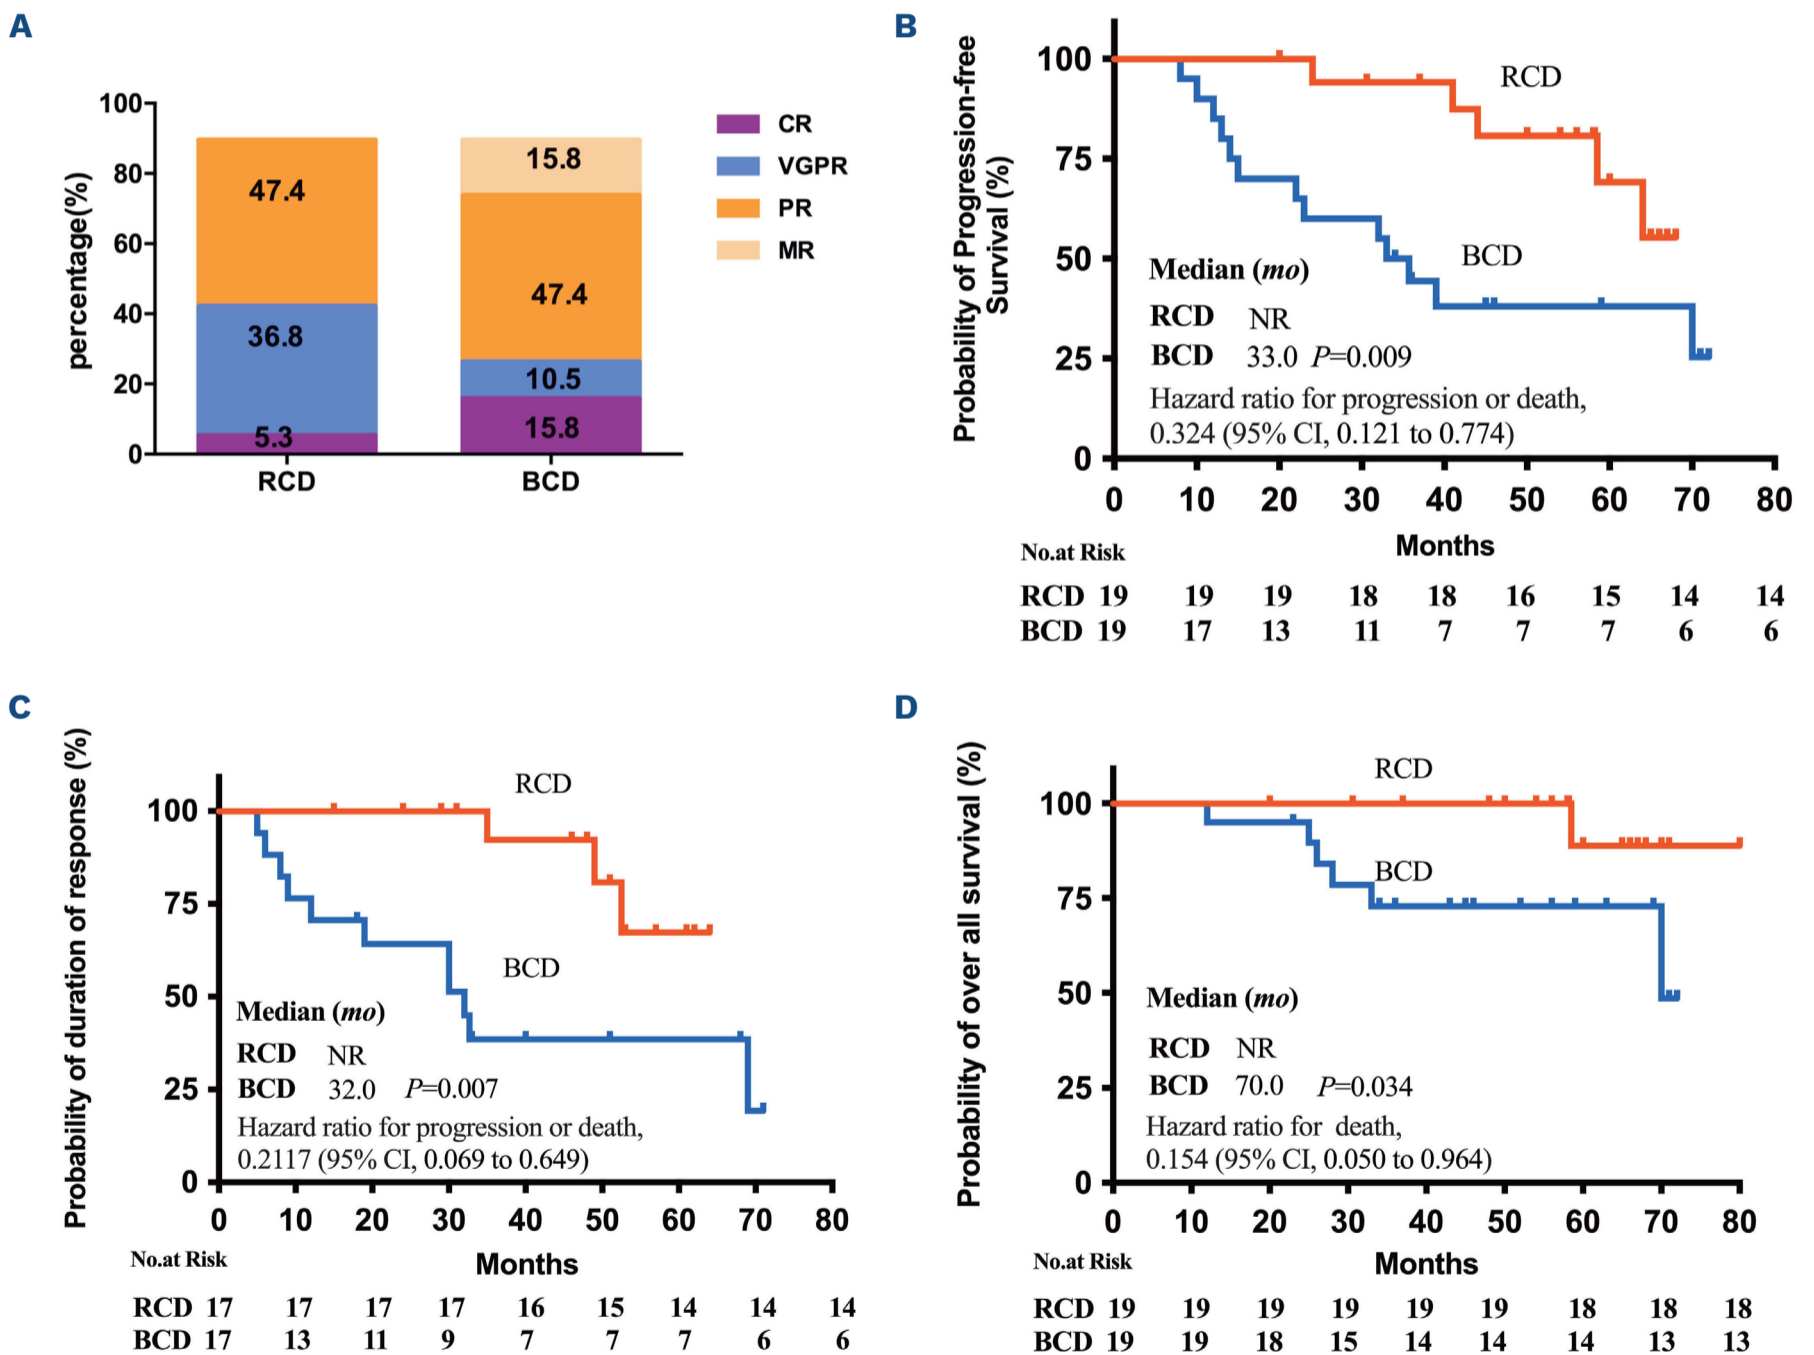 A
percentage(%)
100
80
60
40
20
0
47.4
36.8
5.3
15.8
47.4
10.5
15.8
RCD BCD
CR
VGPR
PR
MR
B
Probability of Progression-free
Survival (%)
100
75
50
25
0
RCD
BCD
Median (mo)
RCD NR
BCD 33.0 P=0.009
Hazard ratio for progression or death,
0.324 (95% CI, 0.121 to 0.774)
0 10 20 30 40 50 60 70 80
Months
No.at Risk
RCD 19 19 19 18 18 16 15 14 14
BCD 19 17 13 11 7 7 7 6 6
C
Probability of duration of response (%)
100
75
50
25
0
RCD
BCD
Median (mo)
RCD NR
BCD 32.0 P=0.007
Hazard ratio for progression or death,
0.2117 (95% CI, 0.069 to 0.649)
0 10 20 30 40 50 60 70 80
Months
No.at Risk
RCD 17 17 17 17 16 15 14 14 14
BCD 17 13 11 9 7 7 7 6 6
D
Probability of over all survival (%)
100
75
50
25
0
RCD
BCD
Median (mo)
RCD NR
BCD 70.0 P=0.034
Hazard ratio for death,
0.154 (95% CI, 0.050 to 0.964)
0 10 20 30 40 50 60 70 80
Months
No.at Risk
RCD 19 19 19 19 19 19 18 18 18
BCD 19 19 18 15 14 14 14 13 13